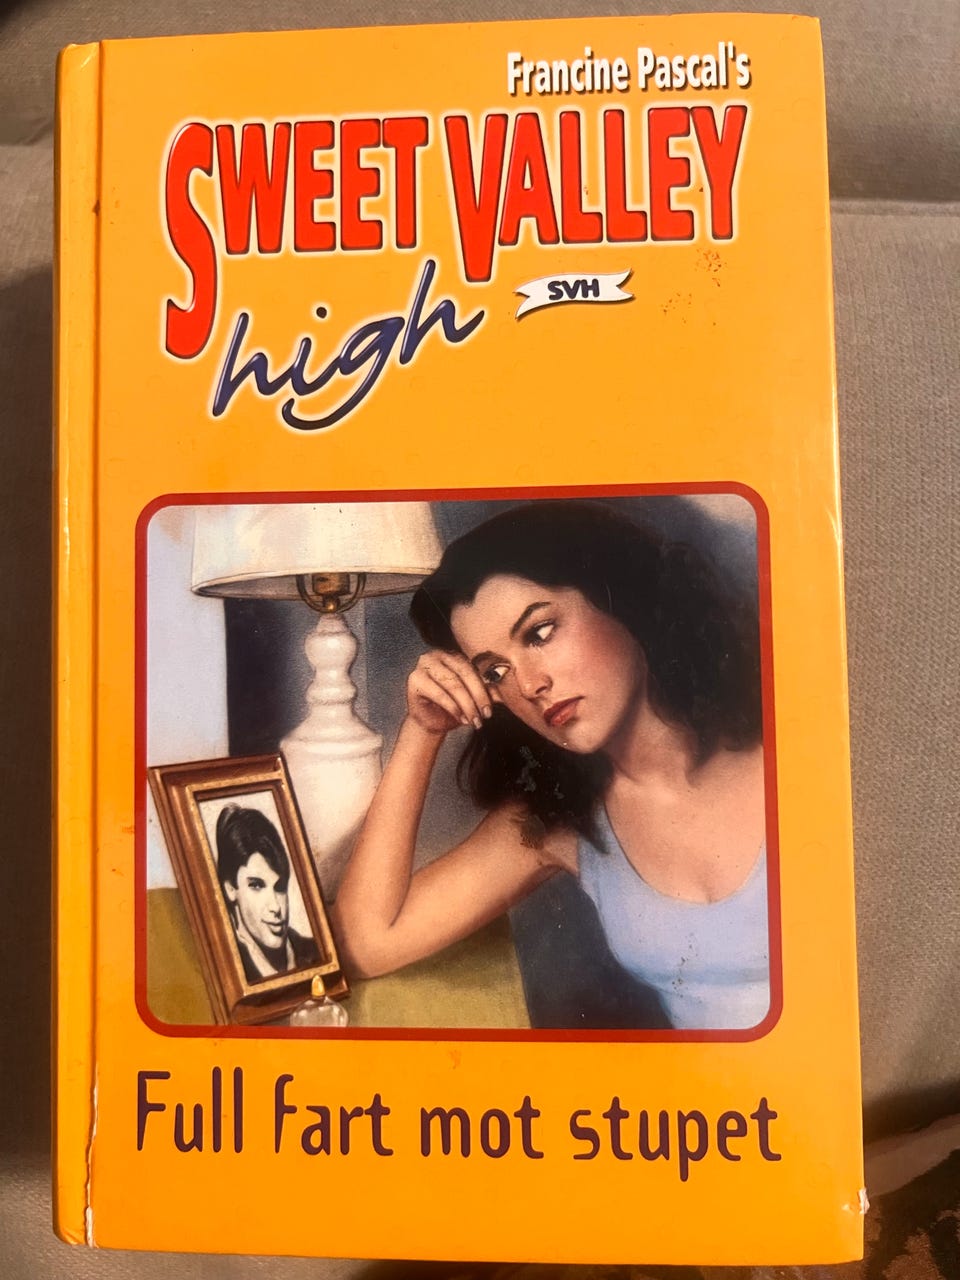 Francine Pascal's
SWEET VALLEY
high
SVH
Full fart mot stupet